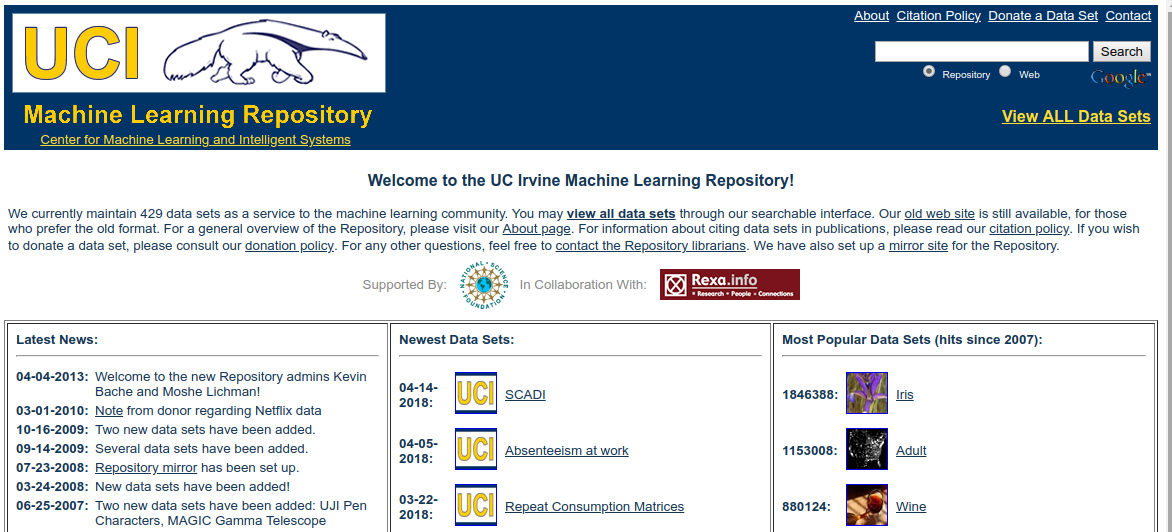 About Citation Policy Donate a Data Set Contact
UCI
Search
Repository Web Google™
Machine Learning Repository
View ALL Data Sets
Center for Machine Learning and Intelligent Systems
Welcome to the UC Irvine Machine Learning Repository!
We currently maintain 429 data sets as a service to the machine learning community. You may view all data sets through our searchable interface. Our old web site is still available, for those
who prefer the old format. For a general overview of the Repository, please visit our About page. For information about citing data sets in publications, please read our citation policy. If you wish
to donate a data set, please consult our donation policy. For any other questions, feel free to contact the Repository librarians. We have also set up a mirror site for the Repository.
Supported By:
NATIONAL SCIENCE FOUNDATION
In Collaboration With:
Rexa.info
• Research • People • Connections
Latest News:
04-04-2013: Welcome to the new Repository admins Kevin
Bache and Moshe Lichman!
03-01-2010: Note from donor regarding Netflix data
10-16-2009: Two new data sets have been added.
09-14-2009: Several data sets have been added.
07-23-2008: Repository mirror has been set up.
03-24-2008: New data sets have been added!
06-25-2007: Two new data sets have been added: UJI Pen
Characters, MAGIC Gamma Telescope
Newest Data Sets:
04-14-
2018:
UCI
SCADI
04-05-
2018:
UCI
Absenteeism at work
03-22-
2018:
UCI
Repeat Consumption Matrices
Most Popular Data Sets (hits since 2007):
1846388: Iris
1153008: Adult
880124: Wine